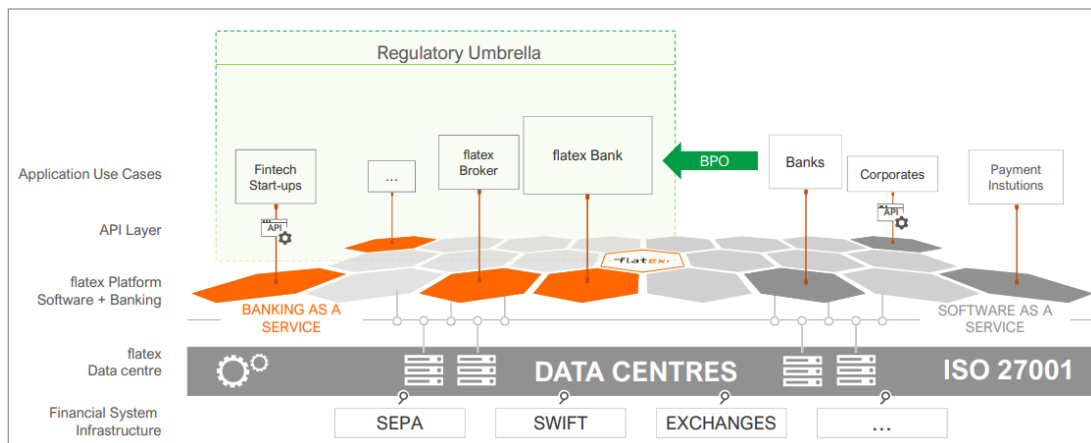 Regulatory Umbrella
Application Use Cases
Fintech
Start-ups
...
flatex
Broker
flatex Bank
BPO
Banks
Corporates
Payment
Instutions
API Layer
API
API
flatex
flatex Platform
Software + Banking
BANKING AS A
SERVICE
SOFTWARE AS A
SERVICE
flatex
Data centre
DATA CENTRES
ISO 27001
Financial System
Infrastructure
SEPA
SWIFT
EXCHANGES
...